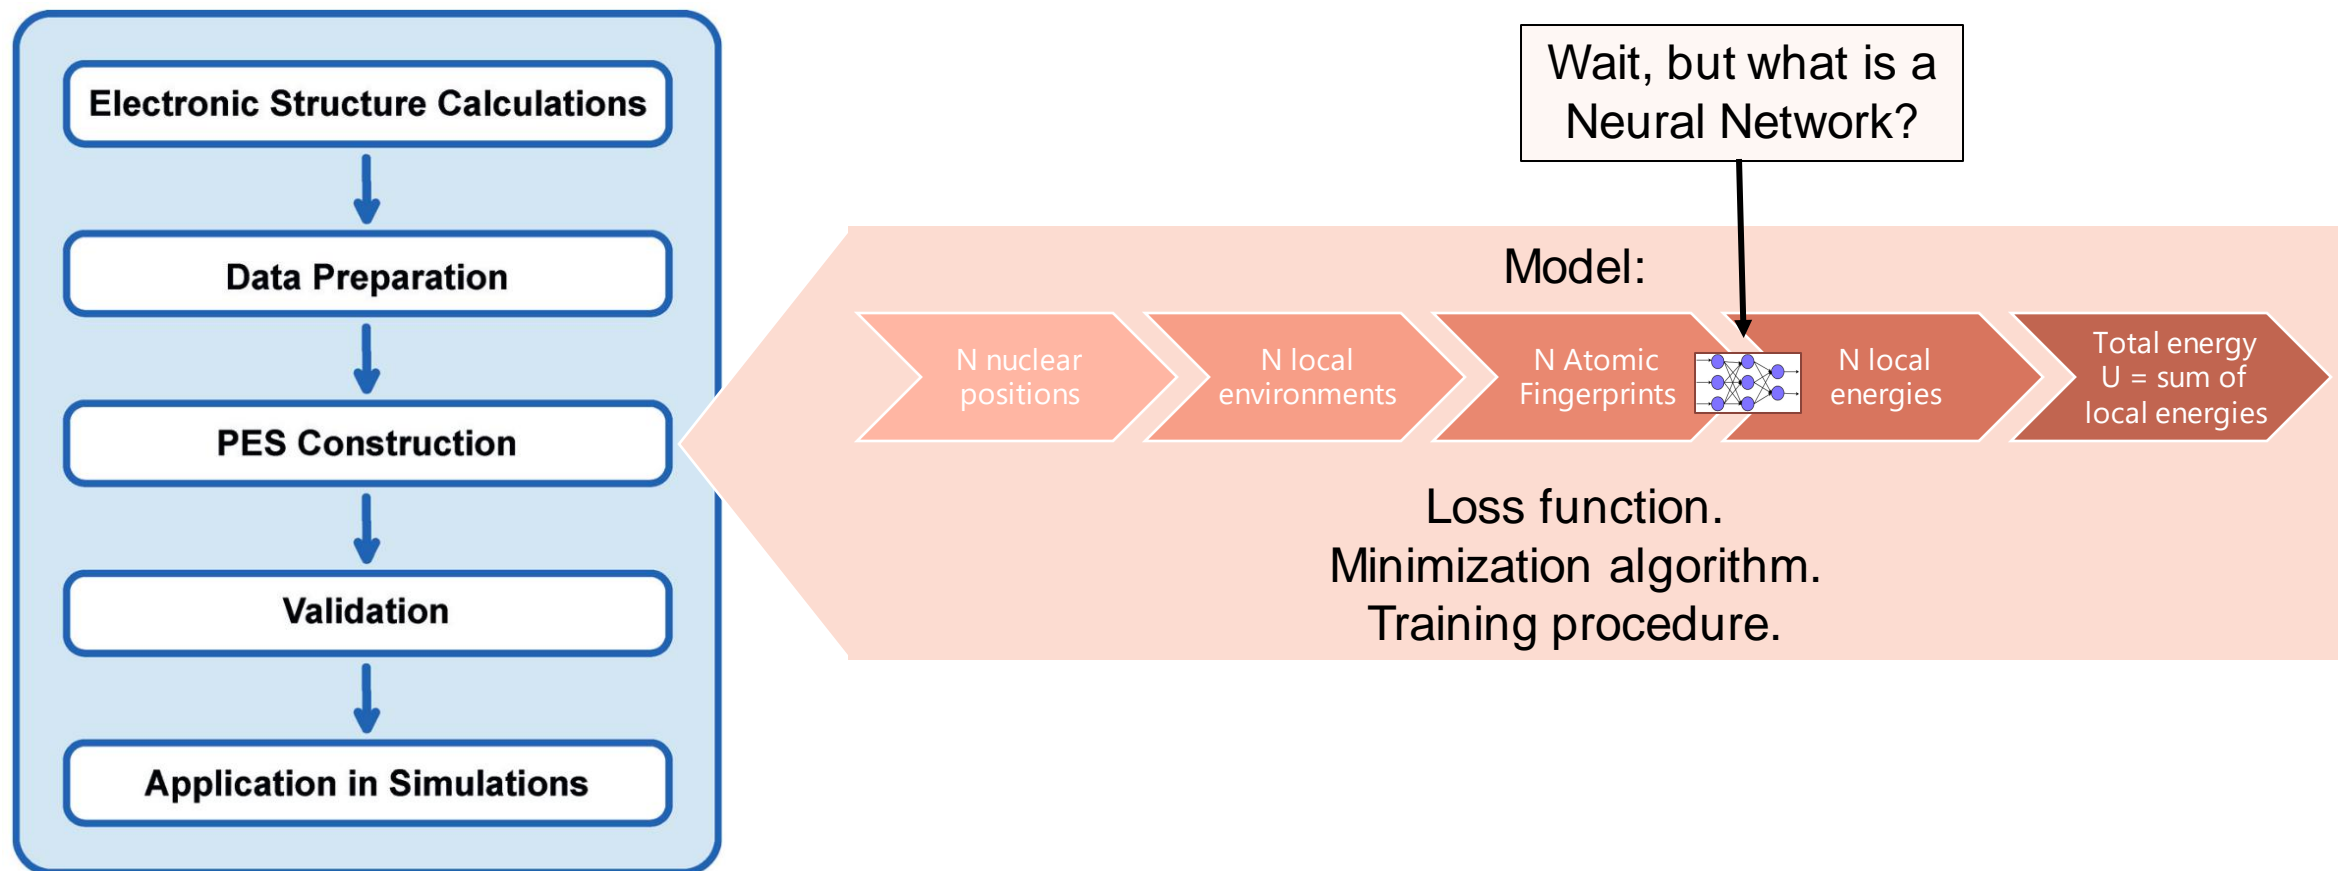 Electronic Structure Calculations
Data Preparation
PES Construction
Validation
Application in Simulations
Wait, but what is a
Neural Network?
Model:
N nuclear
positions
N local
environments
N Atomic
Fingerprints
N local
energies
Total energy
U = sum of
local energies
Loss function.
Minimization algorithm.
Training procedure.